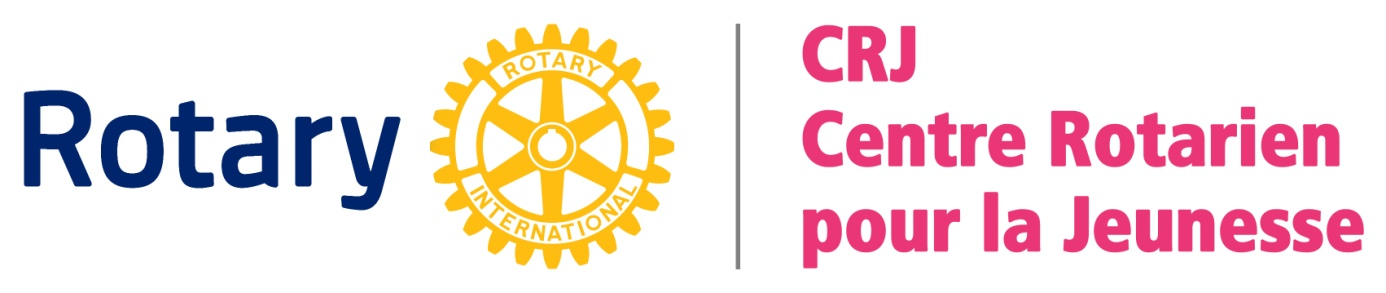 Rotary
ROTARY
INTERNATIONAL
CRJ
Centre Rotarien
pour la Jeunesse